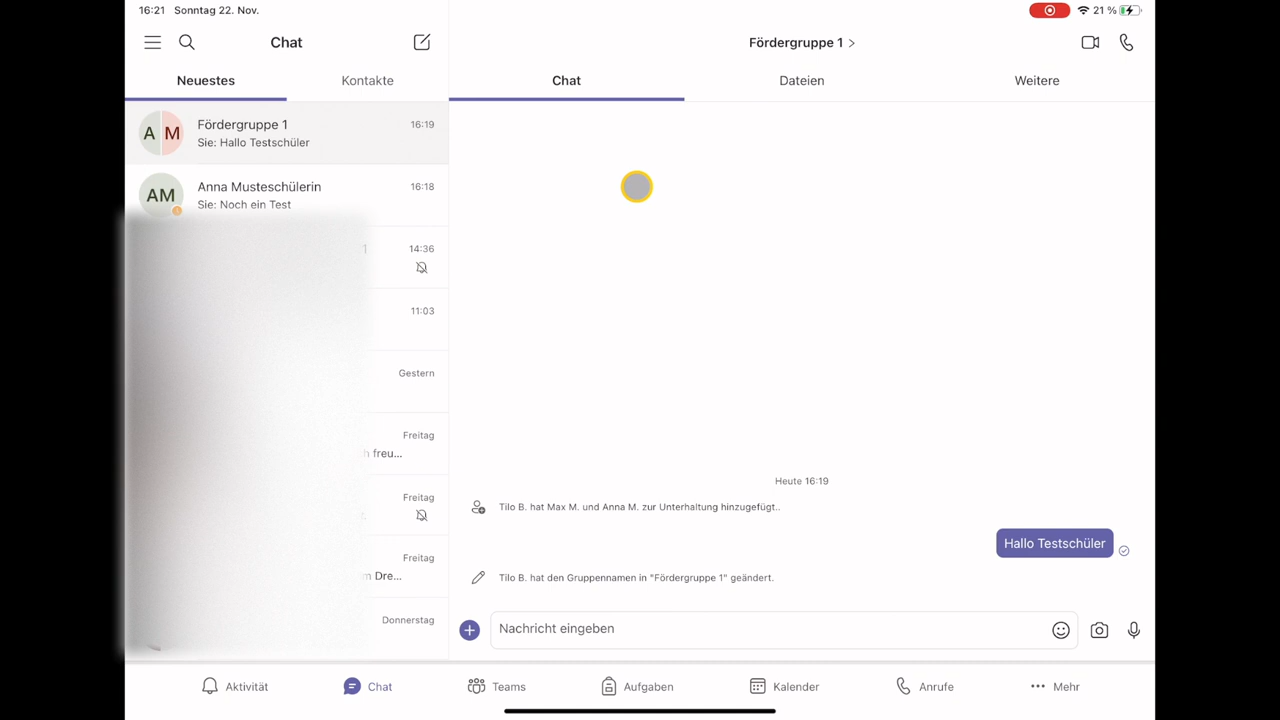 16:21 Sonntag 22. Nov.
21 %
Chat
Fördergruppe 1 >
Neuestes
Kontakte
Chat
Dateien
Weitere
A M
Fördergruppe 1
16:19
Sie: Hallo Testschüler
AM
Anna Musteschülerin
16:18
Sie: Noch ein Test
14:36
11:03
Gestern
Freitag
freu...
Freitag
Freitag
Dre...
Donnerstag
Heute 16:19
Tilo B. hat Max M. und Anna M. zur Unterhaltung hinzugefügt..
Hallo Testschüler
Tilo B. hat den Gruppennamen in "Fördergruppe 1" geändert.
Nachricht eingeben
Aktivität
Chat
Teams
Aufgaben
Kalender
Anrufe
Mehr